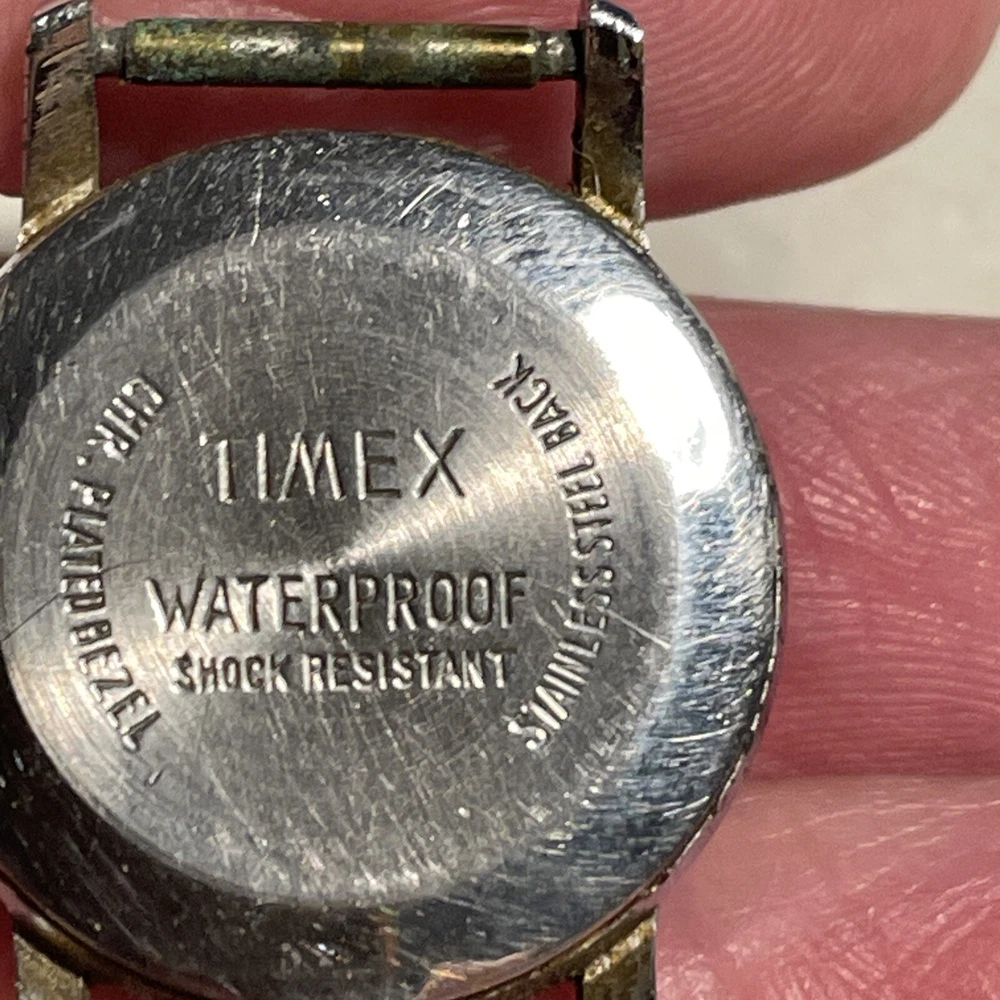 TIMEX
WATERPROOF
SHOCK RESISTANT
CHR. PLATED BEZEL
STAINLESS STEEL BACK